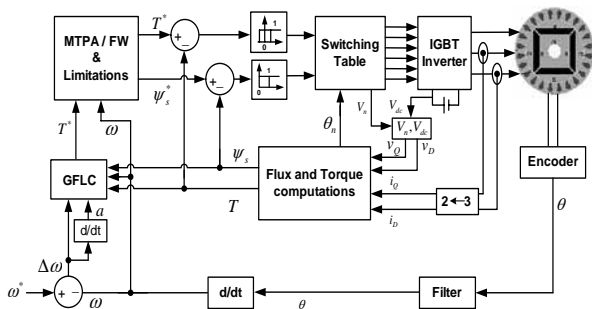 MTPA / FW
&
Limitations
T*
+
−
1
0
Switching
Table
IGBT
Inverter
ψs*
+
−
1
0
Vn
Vdc
T*
ω
θn
Vn,Vdc
vQ
vD
ψs
Flux and Torque
computations
Encoder
GFLC
T
iQ
iD
2←3
θ
a
d/dt
Δω
ω*
+
−
ω
d/dt
θ
Filter